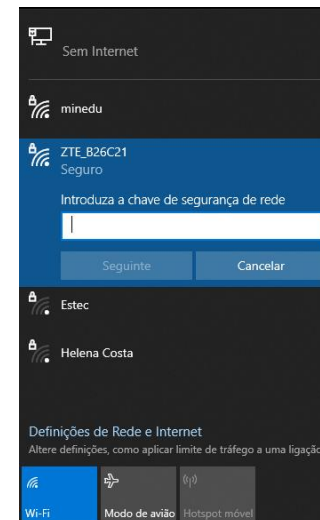 Sem Internet
minedu
ZTE_B26C21
Seguro
Introduza a chave de segurança de rede
Seguinte
Cancelar
Estec
Helena Costa
Definições de Rede e Internet
Altere definições, como aplicar limite de tráfego a uma ligação
Wi-Fi
Modo de avião
Hotspot móvel